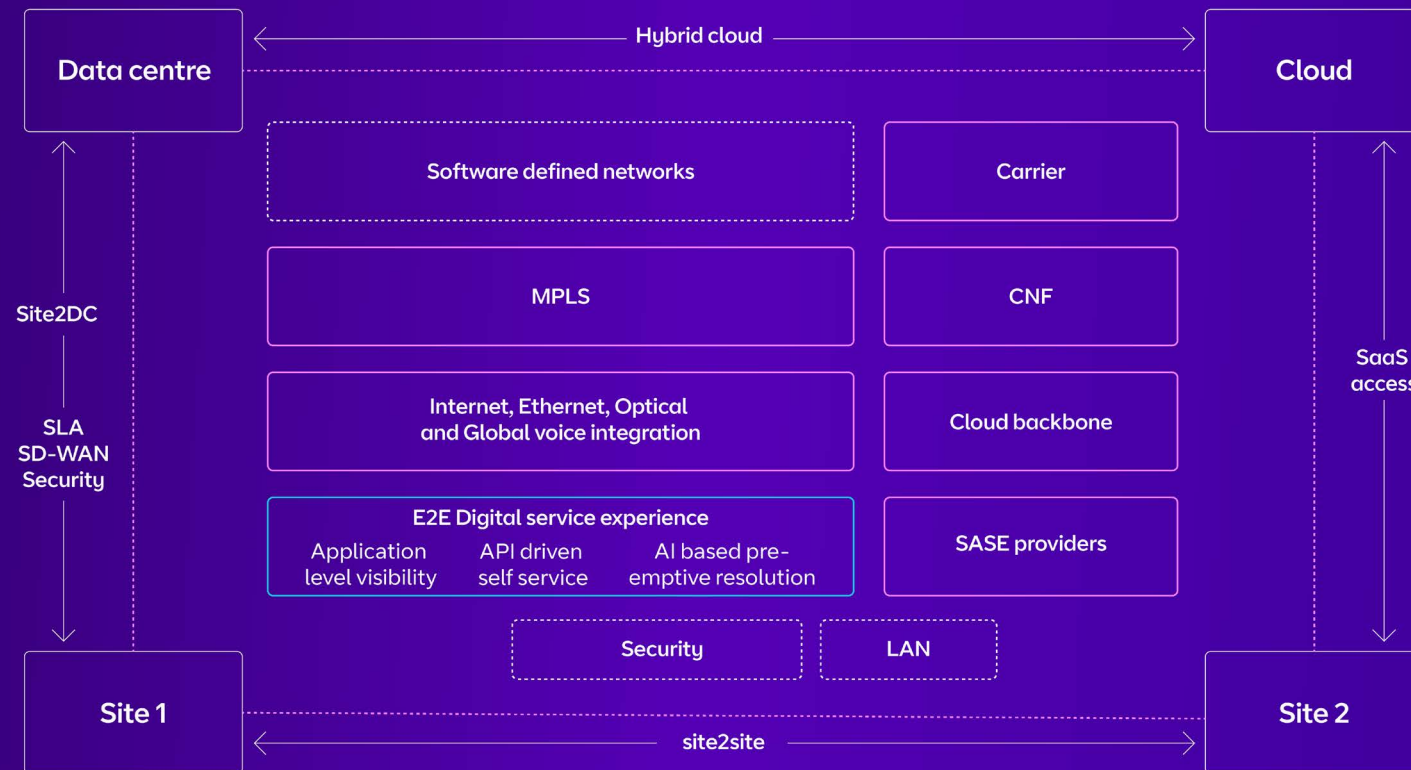 Hybrid cloud
Data centre
Cloud
Software defined networks
Carrier
MPLS
CNF
Site2DC
SaaS
access
Internet, Ethernet, Optical
and Global voice integration
Cloud backbone
SLA
SD-WAN
Security
E2E Digital service experience
Application
level visibility
API driven
self service
AI based pre-
emptive resolution
SASE providers
Security
LAN
Site 1
Site 2
site2site